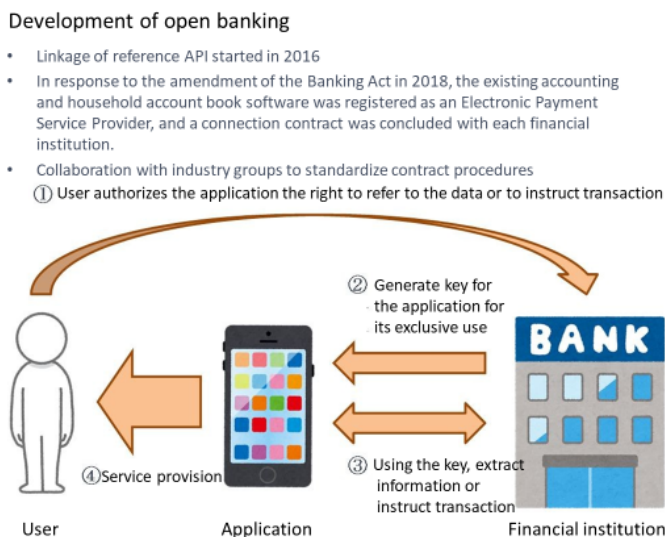 Development of open banking
• Linkage of reference API started in 2016
• In response to the amendment of the Banking Act in 2018, the existing accounting
and household account book software was registered as an Electronic Payment
Service Provider, and a connection contract was concluded with each financial
institution.
• Collaboration with industry groups to standardize contract procedures
① User authorizes the application the right to refer to the data or to instruct transaction
② Generate key for
the application for
its exclusive use
BANK
③ Using the key, extract
information or
instruct transaction
④Service provision
User
Application
Financial institution